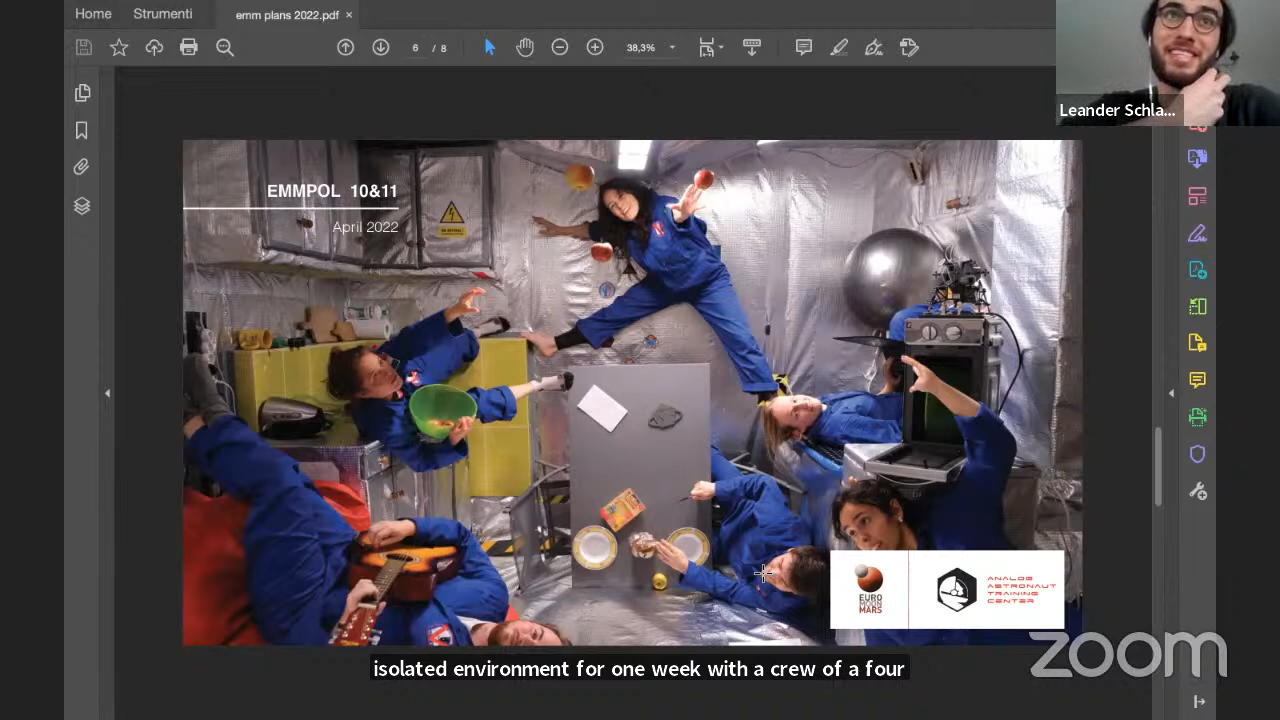 Home Strumenti emm plans 2022.pdf ×
6 / 8 38,3%
Leander Schla...
EMMPOL 10&11
April 2022
EURO
MOON
MARS
ANALOG
ASTRONAUT
TRAINING
CENTER
zoom
isolated environment for one week with a crew of a four